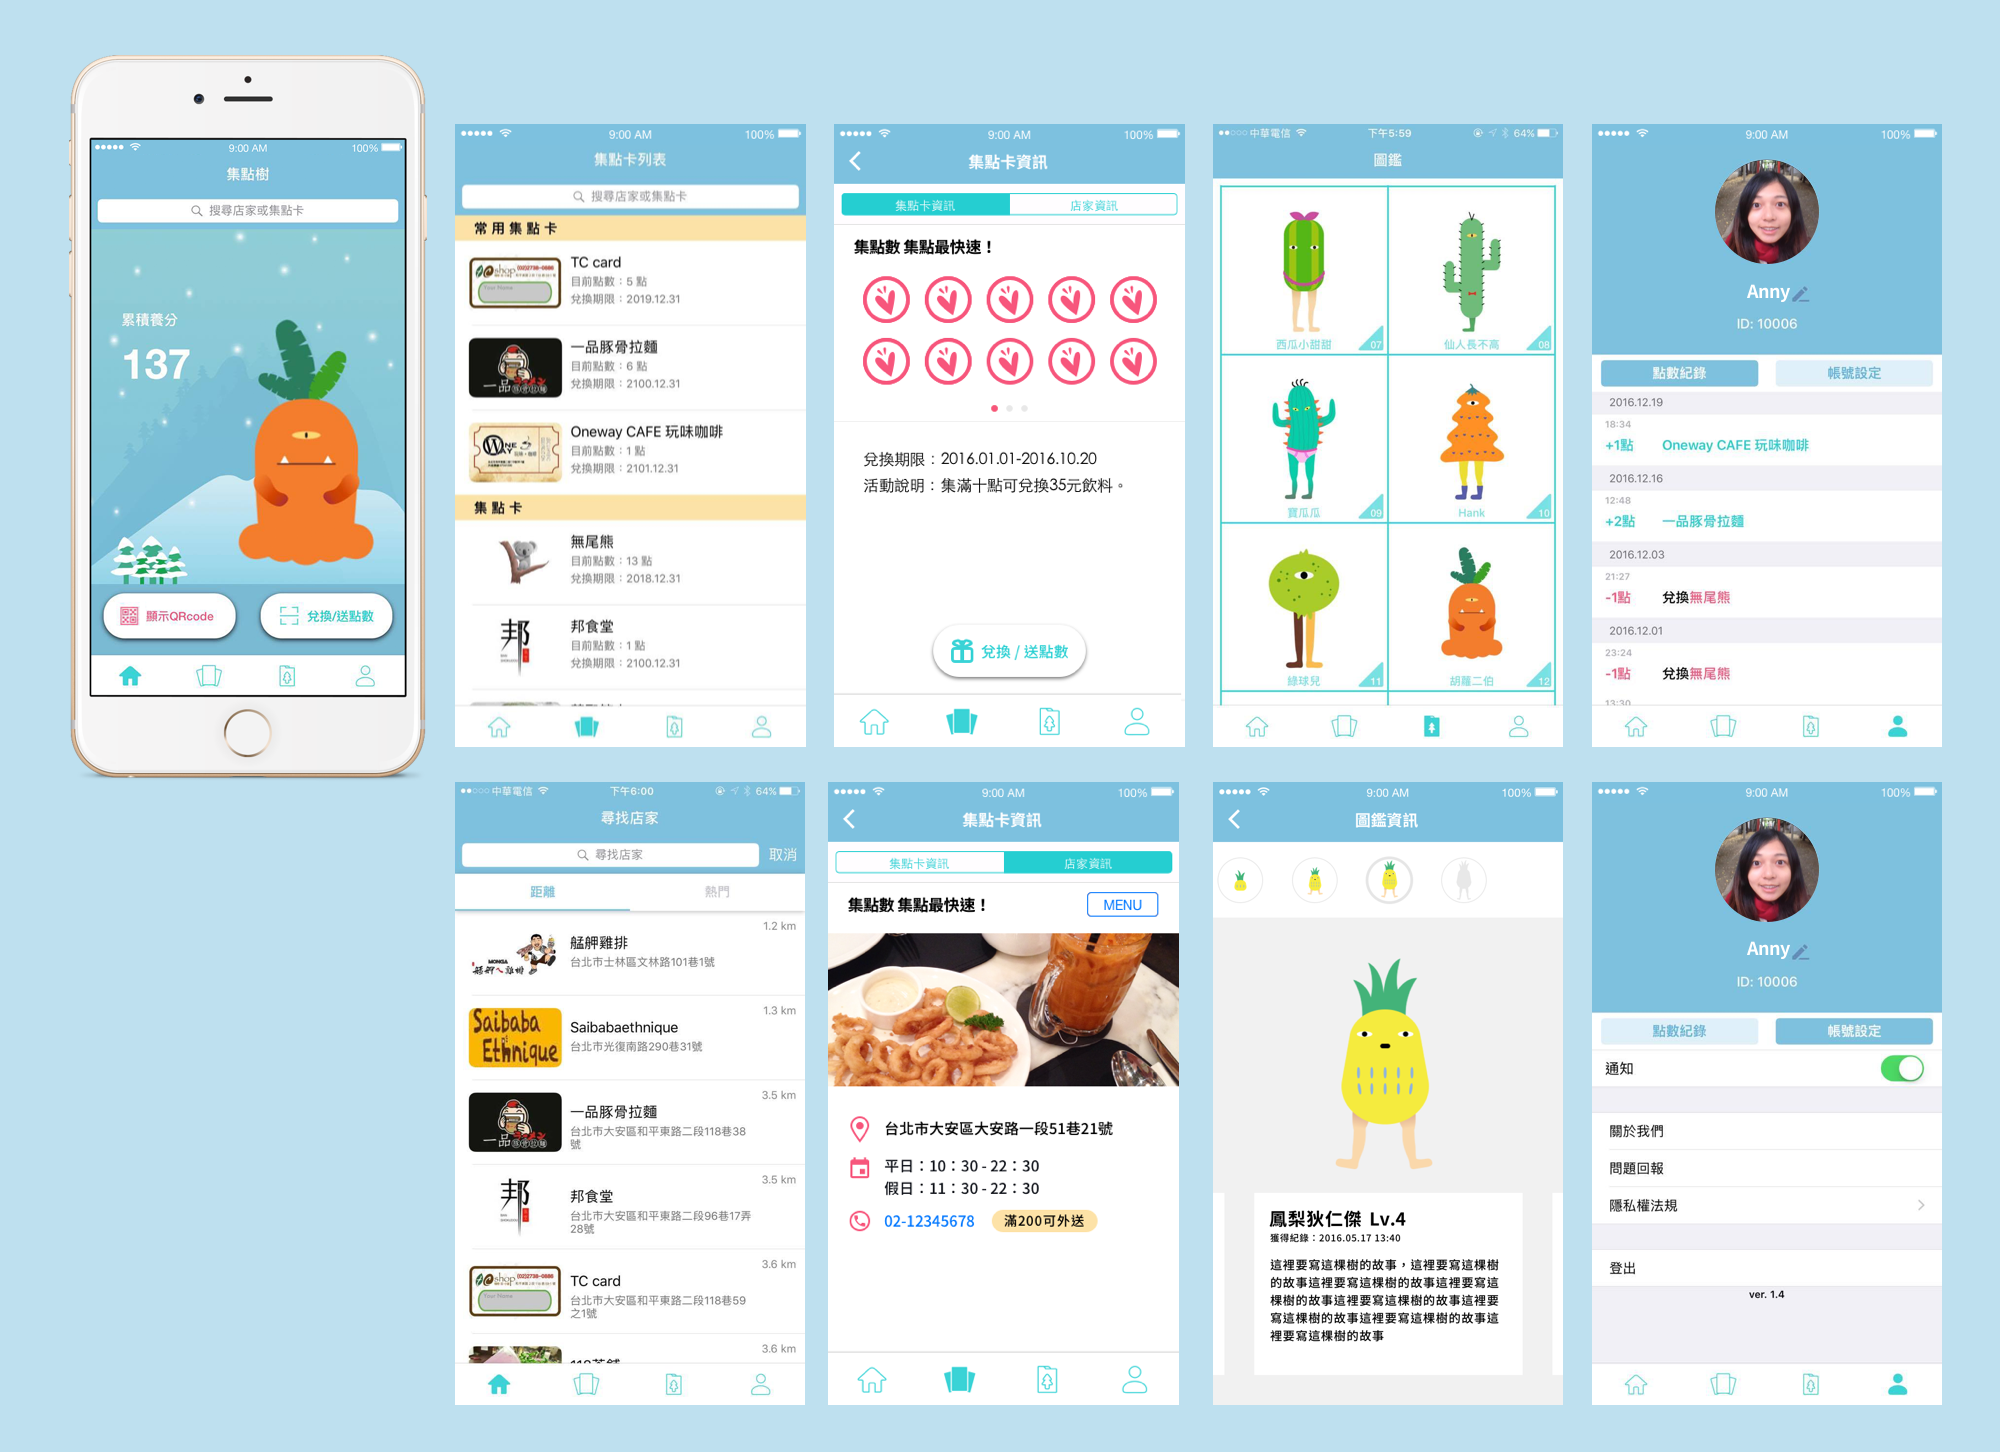 9:00 AM
100%
集點樹
搜尋店家或集點卡
累積養分
137
顯示QRcode
兌換/送點數
9:00 AM
100%
集點卡列表
搜尋店家或集點卡
常用集點卡
TC card
目前點數：5 點
兌換期限：2019.12.31
一品豚骨拉麵
目前點數：6 點
兌換期限：2100.12.31
Oneway CAFE 玩味咖啡
目前點數：1 點
兌換期限：2101.12.31
集點卡
無尾熊
目前點數：13 點
兌換期限：2018.12.31
邦食堂
目前點數：1 點
兌換期限：2100.12.31
9:00 AM
100%
集點卡資訊
集點卡資訊
店家資訊
集點數 集點最快速！
兌換期限：2016.01.01-2016.10.20
活動說明：集滿十點可兌換35元飲料。
兌換 / 送點數
中華電信
下午5:59
64%
圖鑑
西瓜小甜甜
07
仙人長不高
08
寶瓜瓜
09
Hank
10
綠球兒
11
胡蘿二伯
12
9:00 AM
100%
Anny
ID: 10006
點數紀錄
帳號設定
2016.12.19
18:34
+1點 Oneway CAFE 玩味咖啡
2016.12.16
12:48
+2點 一品豚骨拉麵
2016.12.03
21:27
-1點 兌換無尾熊
2016.12.01
23:24
-1點 兌換無尾熊
13:30
中華電信
下午6:00
64%
尋找店家
尋找店家
取消
距離
熱門
1.2 km
艋舺雞排
台北市士林區文林路101巷1號
1.3 km
Saibaba
Ethnique
Saibabaethnique
台北市光復南路290巷31號
3.5 km
一品豚骨拉麵
台北市大安區和平東路二段118巷38
號
3.5 km
邦食堂
台北市大安區和平東路二段96巷17弄
28號
3.6 km
TC card
台北市大安區和平東路二段118巷59
之1號
3.6 km
9:00 AM
100%
集點卡資訊
集點卡資訊
店家資訊
集點數 集點最快速！
MENU
台北市大安區大安路一段51巷21號
平日：10：30 - 22：30
假日：11：30 - 22：30
02-12345678
滿200可外送
9:00 AM
100%
圖鑑資訊
鳳梨狄仁傑 Lv.4
獲得紀錄：2016.05.17 13:40
這裡要寫這棵樹的故事，這裡要寫這棵樹
的故事這裡要寫這棵樹的故事這裡要寫這
棵樹的故事這裡要寫這棵樹的故事這裡要
寫這棵樹的故事這裡要寫這棵樹的故事這
裡要寫這棵樹的故事
9:00 AM
100%
Anny
ID: 10006
點數紀錄
帳號設定
通知
關於我們
問題回報
隱私權法規
登出
ver. 1.4